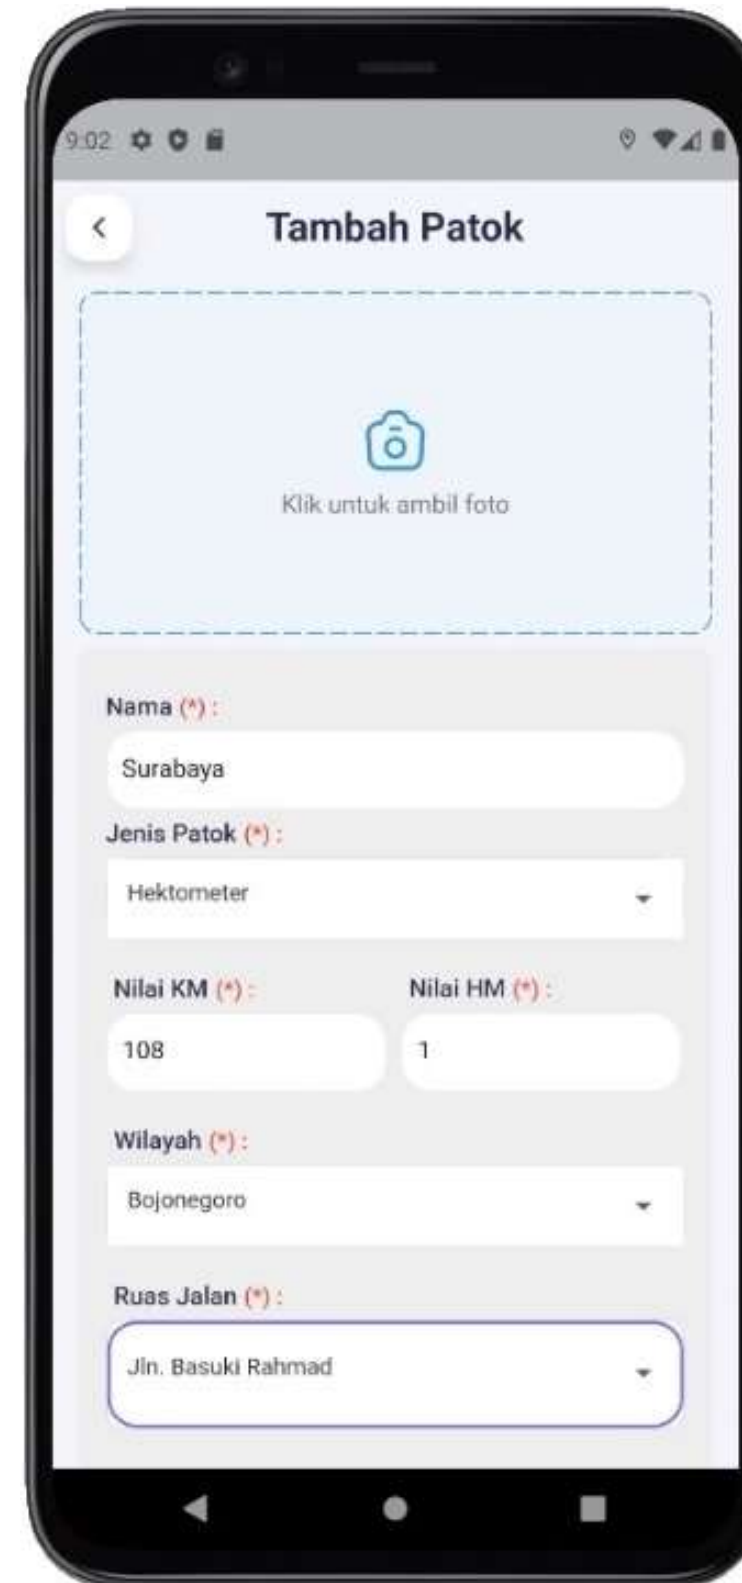 9:02
Tambah Patok
Klik untuk ambil foto
Nama (*) :
Surabaya
Jenis Patok (*) :
Hektometer
Nilai KM (*) : Nilai HM (*) :
108 1
Wilayah (*) :
Bojonegoro
Ruas Jalan (*) :
Jln. Basuki Rahmad